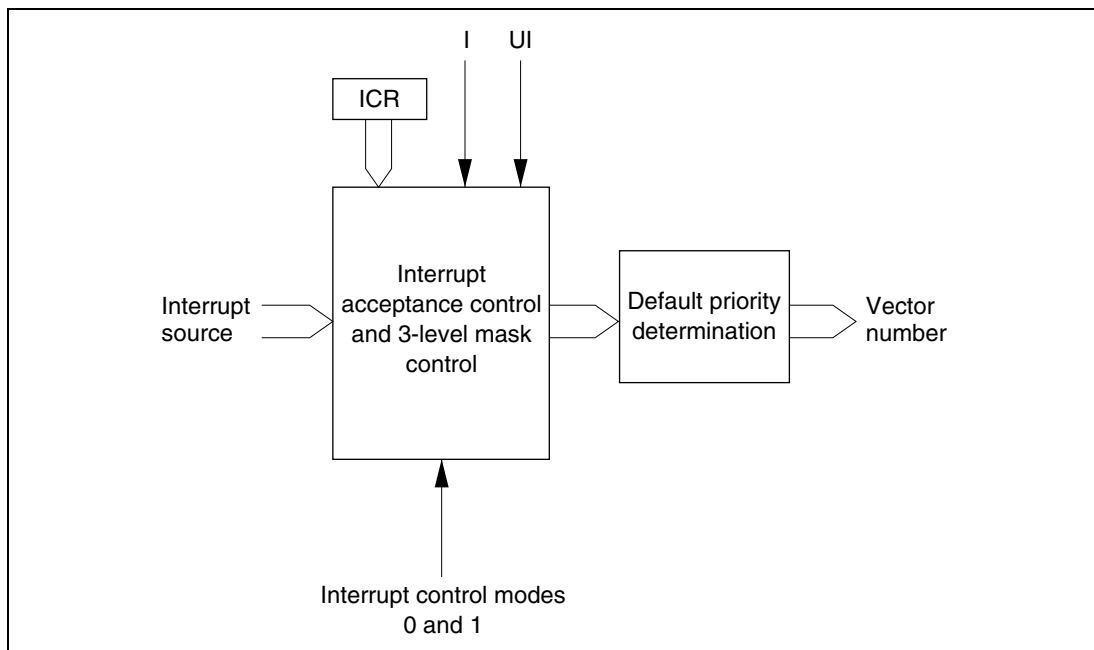 I
UI
ICR
Interrupt
acceptance control
and 3-level mask
control
Interrupt
source
Default priority
determination
Vector
number
Interrupt control modes
0 and 1